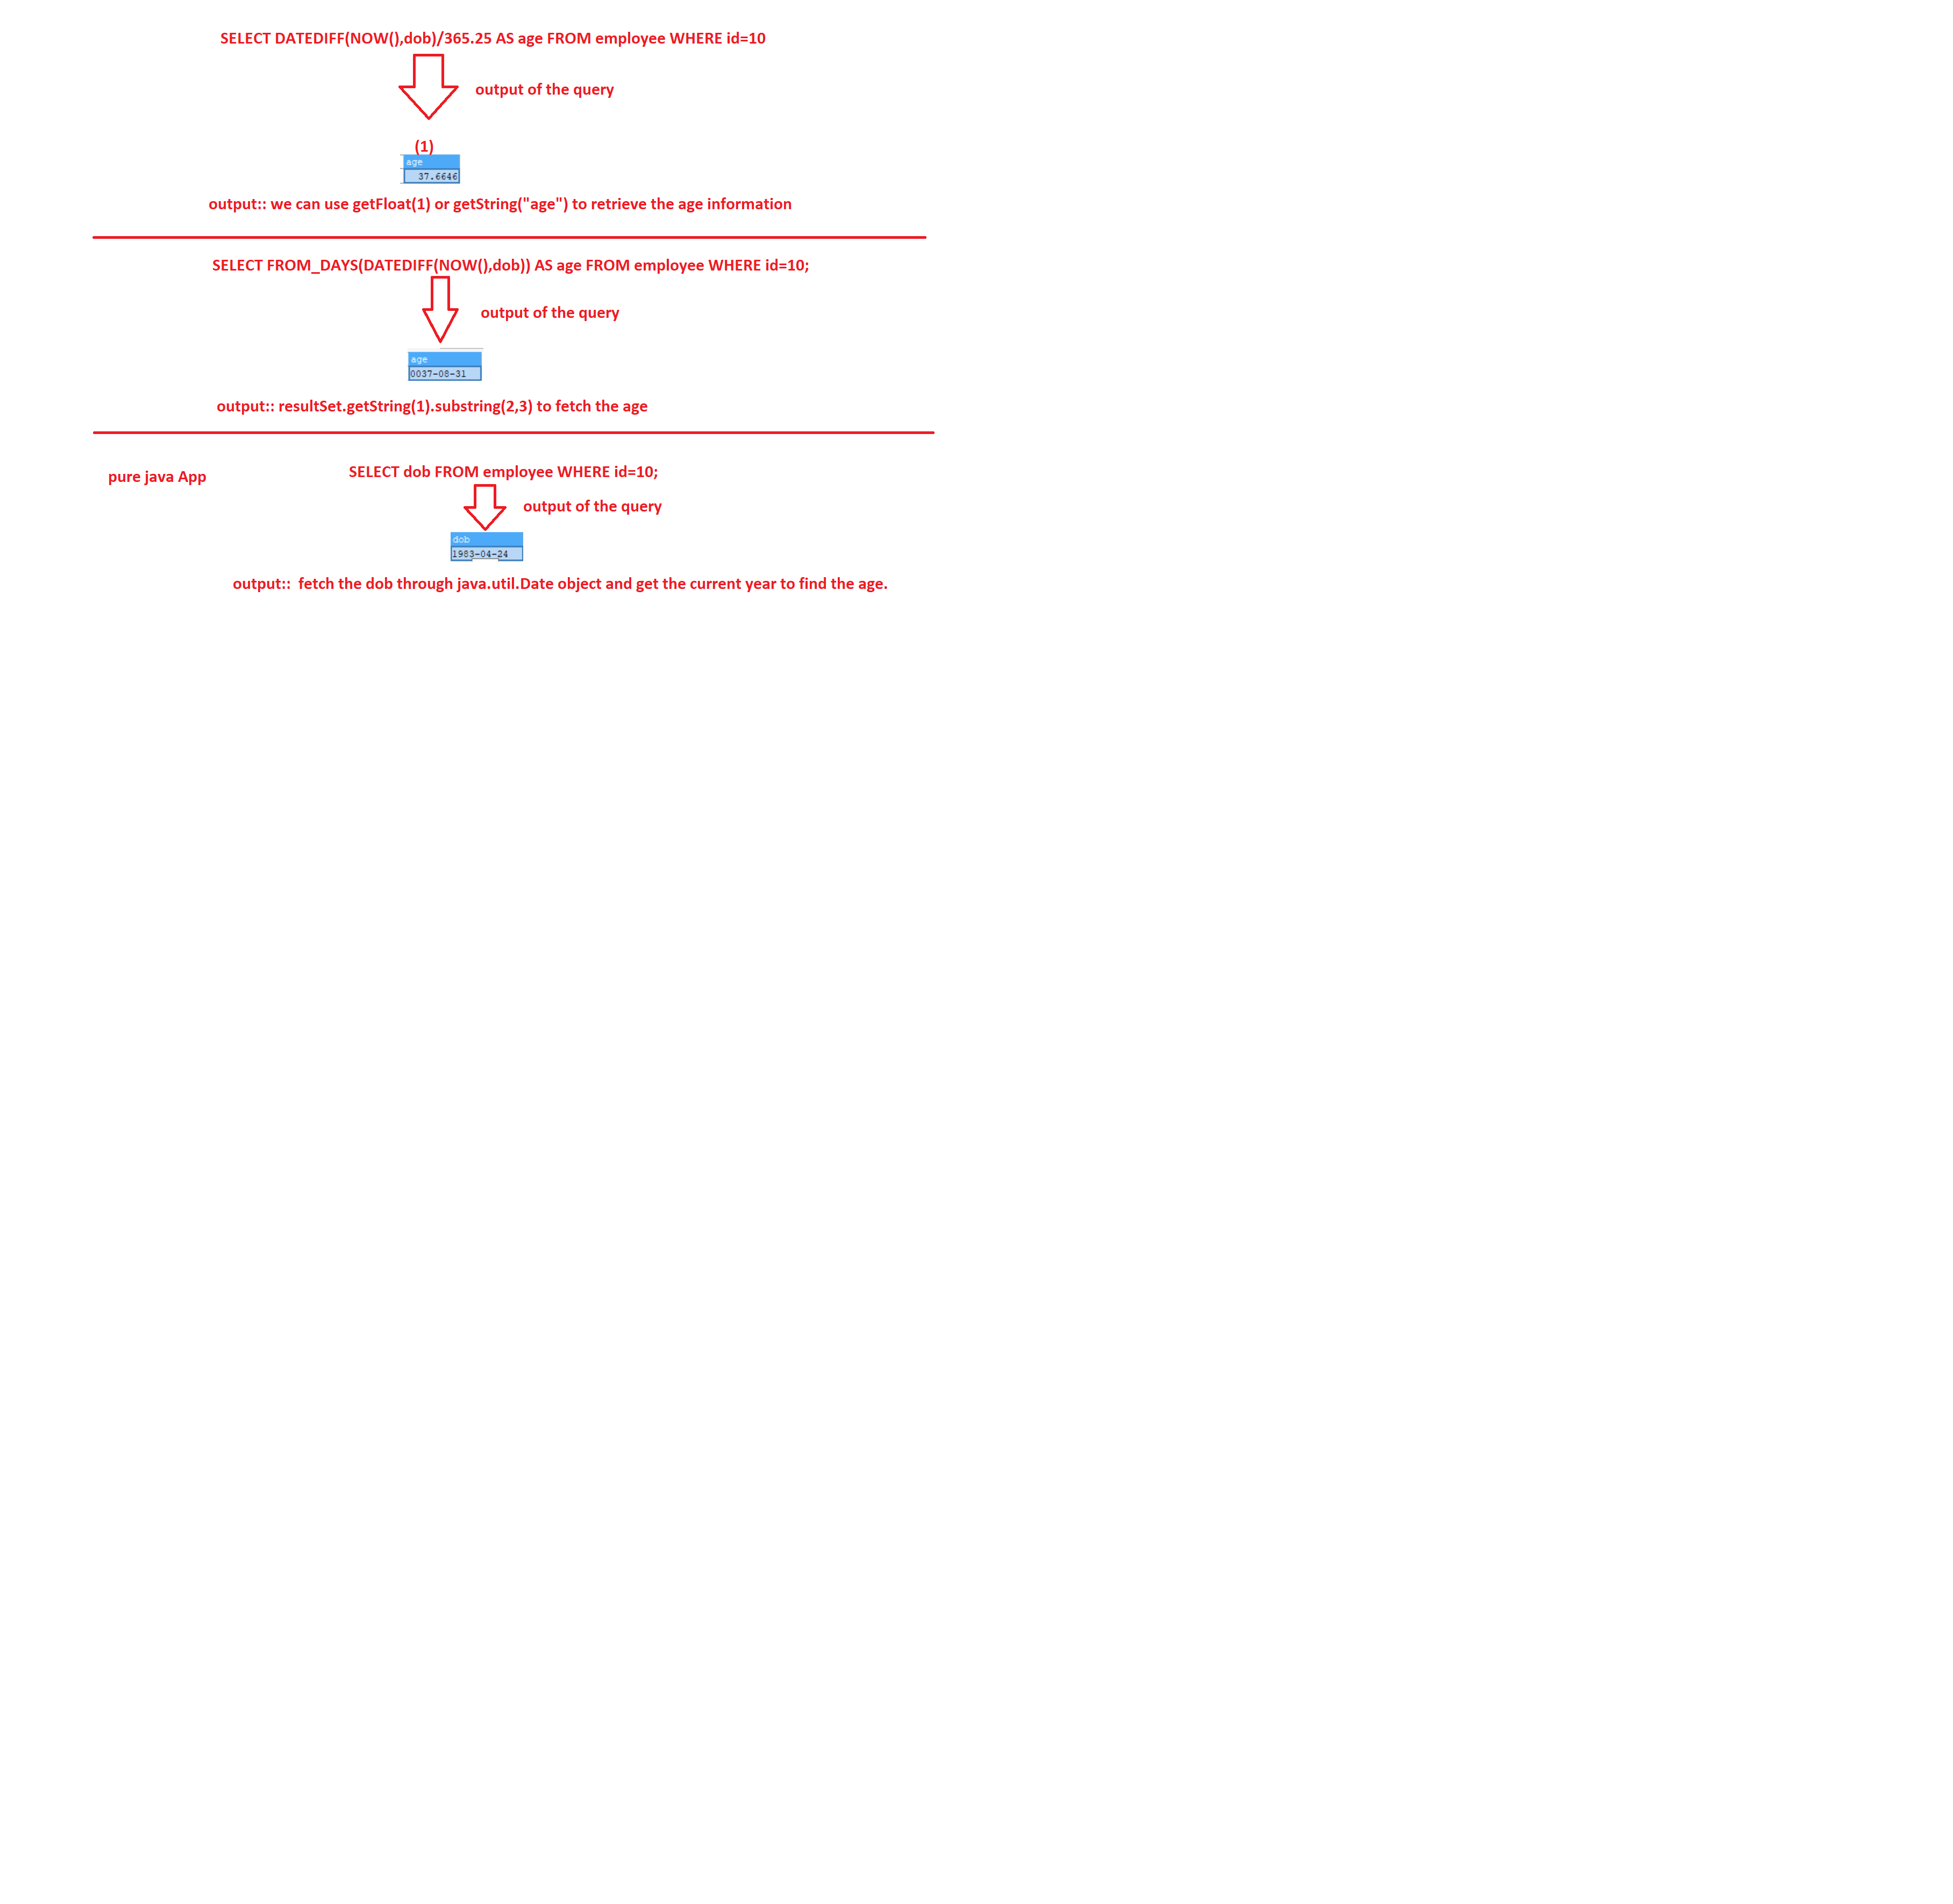 SELECT DATEDIFF(NOW(),dob)/365.25 AS age FROM employee WHERE id=10
output of the query
(1)
age
37.6646
output:: we can use getFloat(1) or getString("age") to retrieve the age information
SELECT FROM_DAYS(DATEDIFF(NOW(),dob)) AS age FROM employee WHERE id=10;
output of the query
age
0037-08-31
output:: resultSet.getString(1).substring(2,3) to fetch the age
pure java App
SELECT dob FROM employee WHERE id=10;
output of the query
dob
1983-04-24
output:: fetch the dob through java.util.Date object and get the current year to find the age.